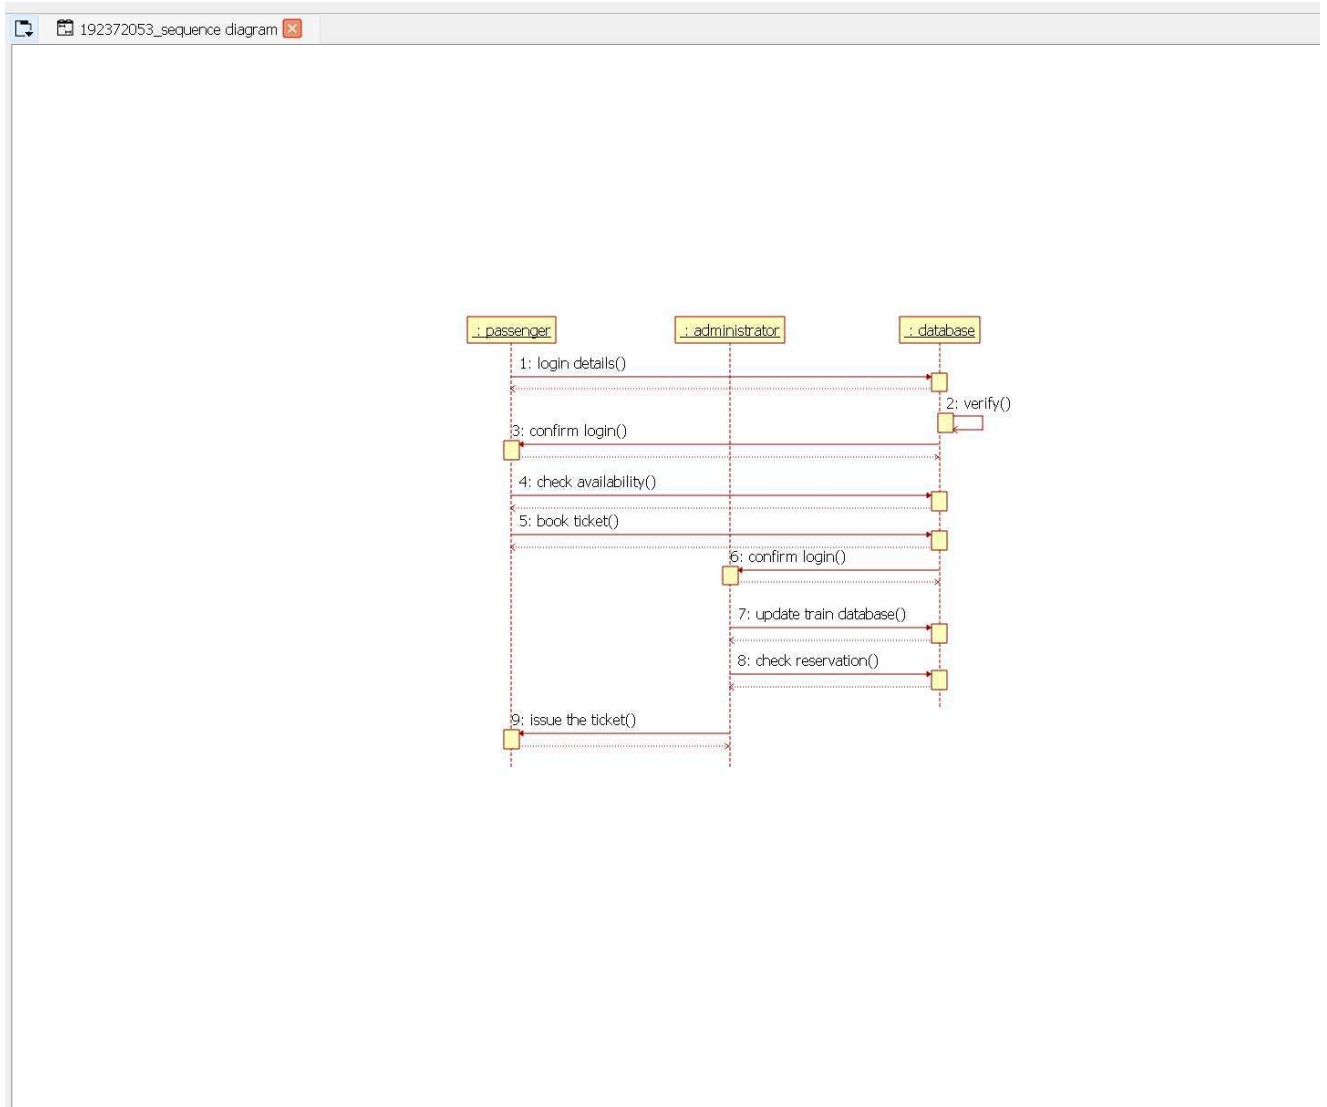 192372053_sequence diagram
: passenger
: administrator
: database
1: login details()
2: verify()
3: confirm login()
4: check availability()
5: book ticket()
6: confirm login()
7: update train database()
8: check reservation()
9: issue the ticket()